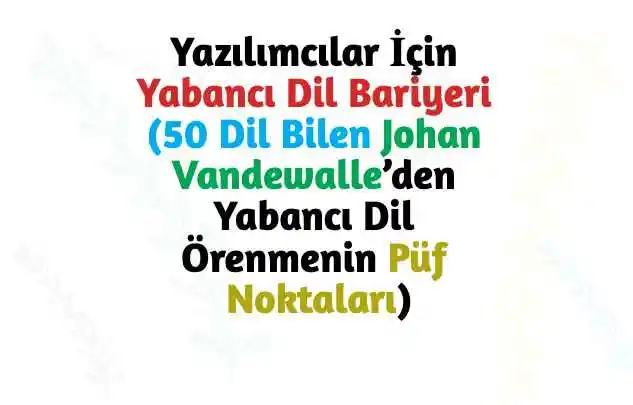 Yazılımcılar İçin
Yabancı Dil Bariyeri
(50 Dil Bilen Johan
Vandewalle’den
Yabancı Dil
Örenmenin Püf
Noktaları)